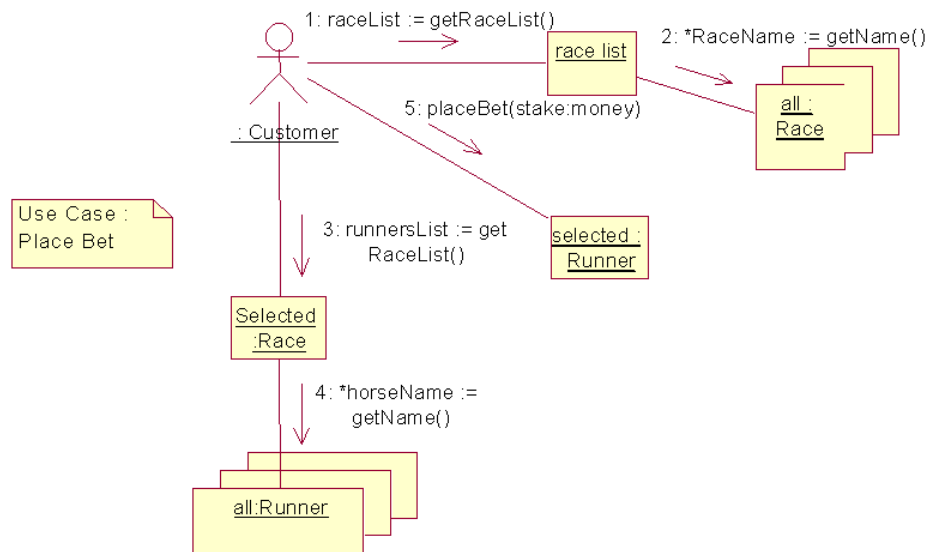 1: raceList := getRaceList()
2: *RaceName := getName()
race list
all :
Race
5: placeBet(stake:money)
: Customer
Use Case :
Place Bet
3: runnersList := get
RaceList()
selected :
Runner
Selected
:Race
4: *horseName :=
getName()
all:Runner